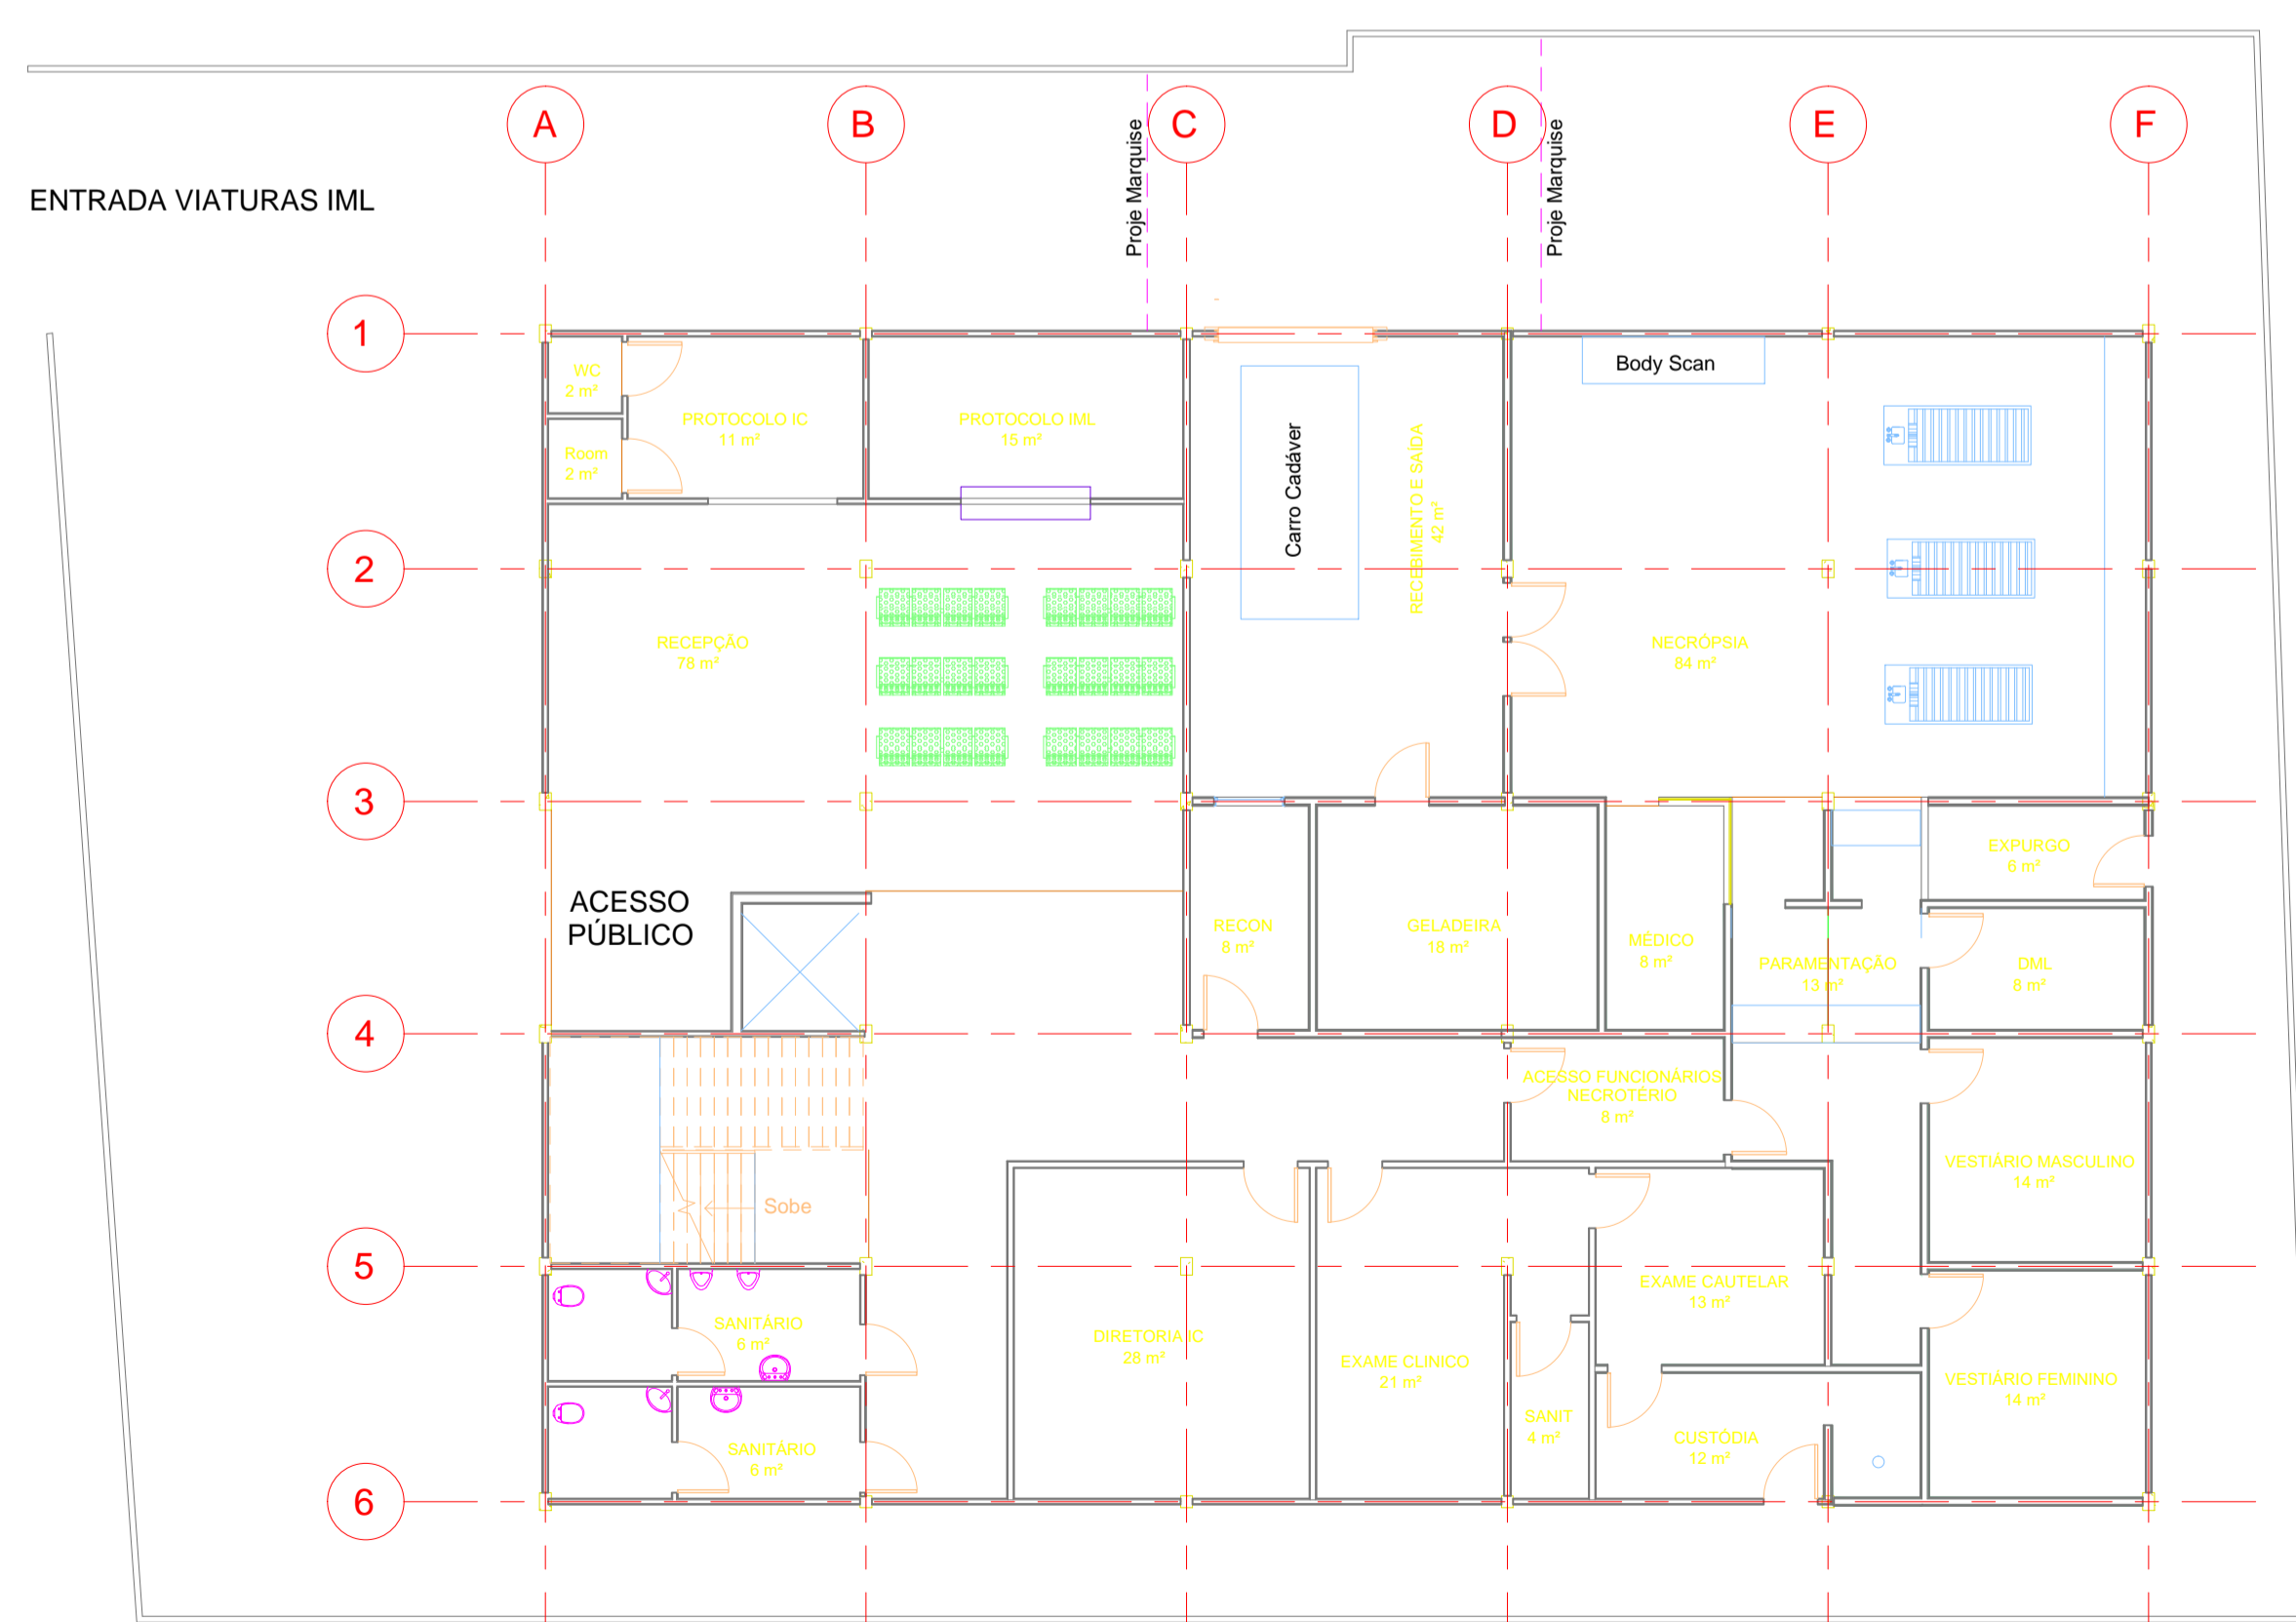 A
B
C
D
E
F
Proje Marquise
Proje Marquise
ENTRADA VIATURAS IML
1
Body Scan
WC
2 m²
PROTOCOLO IC
11 m²
PROTOCOLO IML
15 m²
Room
2 m²
Carro Cadáver
RECEBIMENTO E SAÍDA
42 m²
2
RECEPÇÃO
78 m²
NECRÓPSIA
84 m²
3
EXPURGO
6 m²
ACESSO
PÚBLICO
RECON
8 m²
GELADEIRA
18 m²
MÉDICO
8 m²
PARAMENTAÇÃO
13 m²
DML
8 m²
4
ACESSO FUNCIONÁRIOS
NECROTÉRIO
8 m²
VESTIÁRIO MASCULINO
14 m²
Sobe
5
EXAME CAUTELAR
13 m²
SANITÁRIO
6 m²
DIRETORIA IC
28 m²
EXAME CLINICO
21 m²
VESTIÁRIO FEMININO
14 m²
SANIT
4 m²
CUSTÓDIA
12 m²
SANITÁRIO
6 m²
6